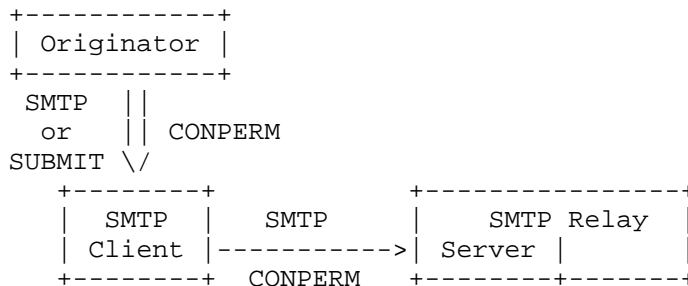 Originator
SMTP
or CONPERM
SUBMIT
SMTP SMTP SMTP Relay
Client Server
CONPERM